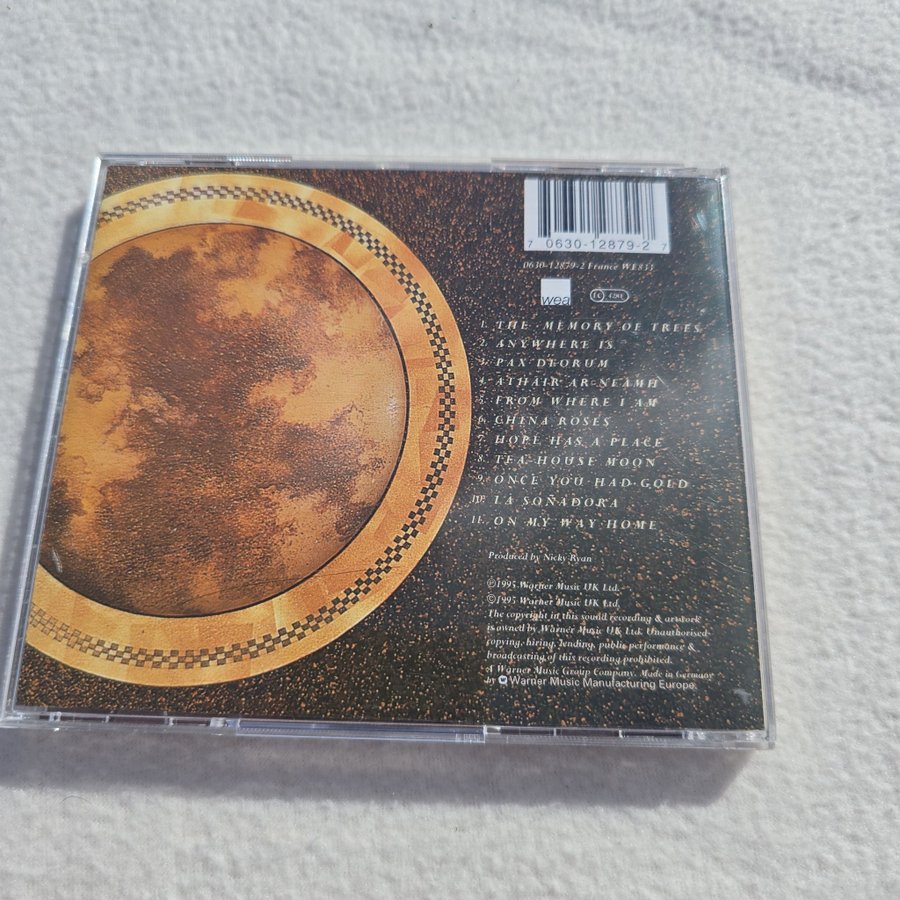 7 0630-12879-2 7
0630-12879-2 France WE833
wea
LC 4281
1. THE MEMORY OF TREES
2. ANYWHERE IS
3. PAX DEORUM
4. ATHAIR AR NEAMH
5. FROM WHERE I AM
6. CHINA ROSES
7. HOPE HAS A PLACE
8. TEA-HOUSE MOON
9. ONCE YOU HAD GOLD
10. LA SOÑADORA
11. ON MY WAY HOME
Produced by Nicky Ryan
℗1995 Warner Music UK Ltd.
©1995 Warner Music UK Ltd.
The copyright in this sound recording & artwork
is owned by Warner Music UK Ltd. Unauthorised
copying, hiring, lending, public performance &
broadcasting of this recording prohibited.
A Warner Music Group Company. Made in Germany
by Warner Music Manufacturing Europe.